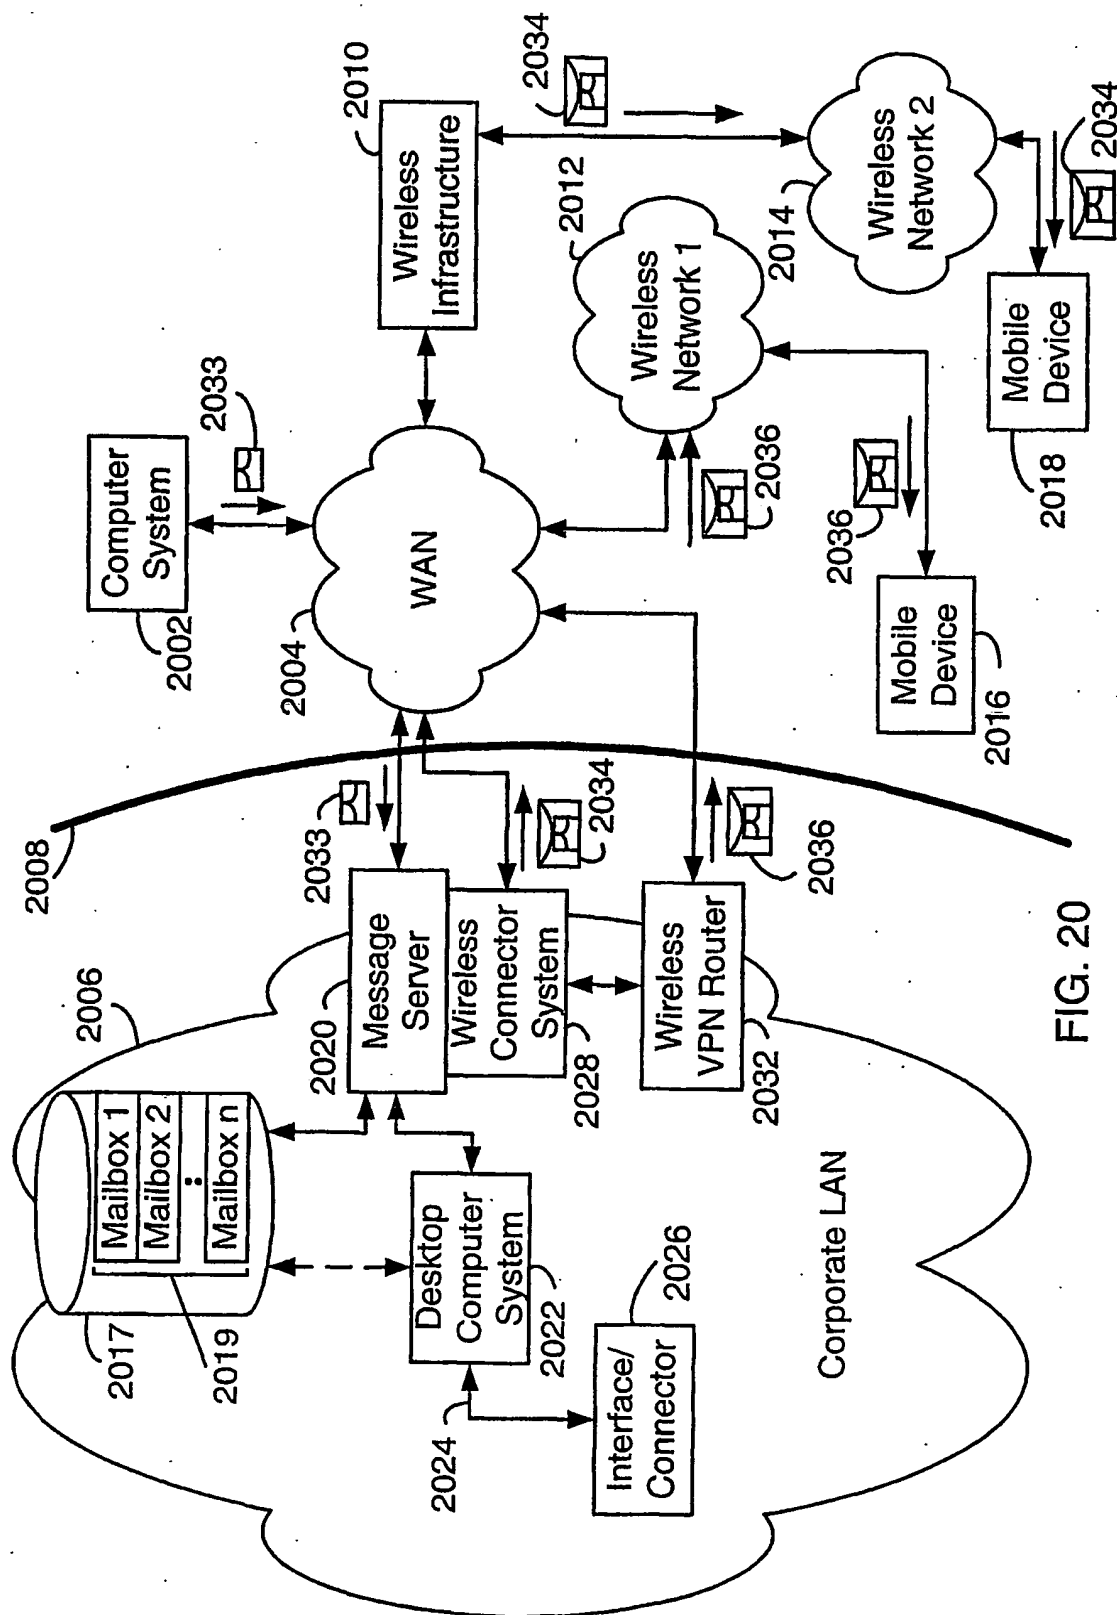 2008
2006
2017
Mailbox 1
Mailbox 2
:
Mailbox n
2019
2020
Message
Server
2033
Wireless
Connector
System
2028
2034
Wireless
VPN Router
2032
2036
Desktop
Computer
System
2022
2024
2026
Interface/
Connector
Corporate LAN
Computer
System
2002
2033
2004
WAN
Wireless
Infrastructure
2010
2034
2012
Wireless
Network 1
2036
2014
Wireless
Network 2
2034
2036
Mobile
Device
2016
Mobile
Device
2018
FIG. 20